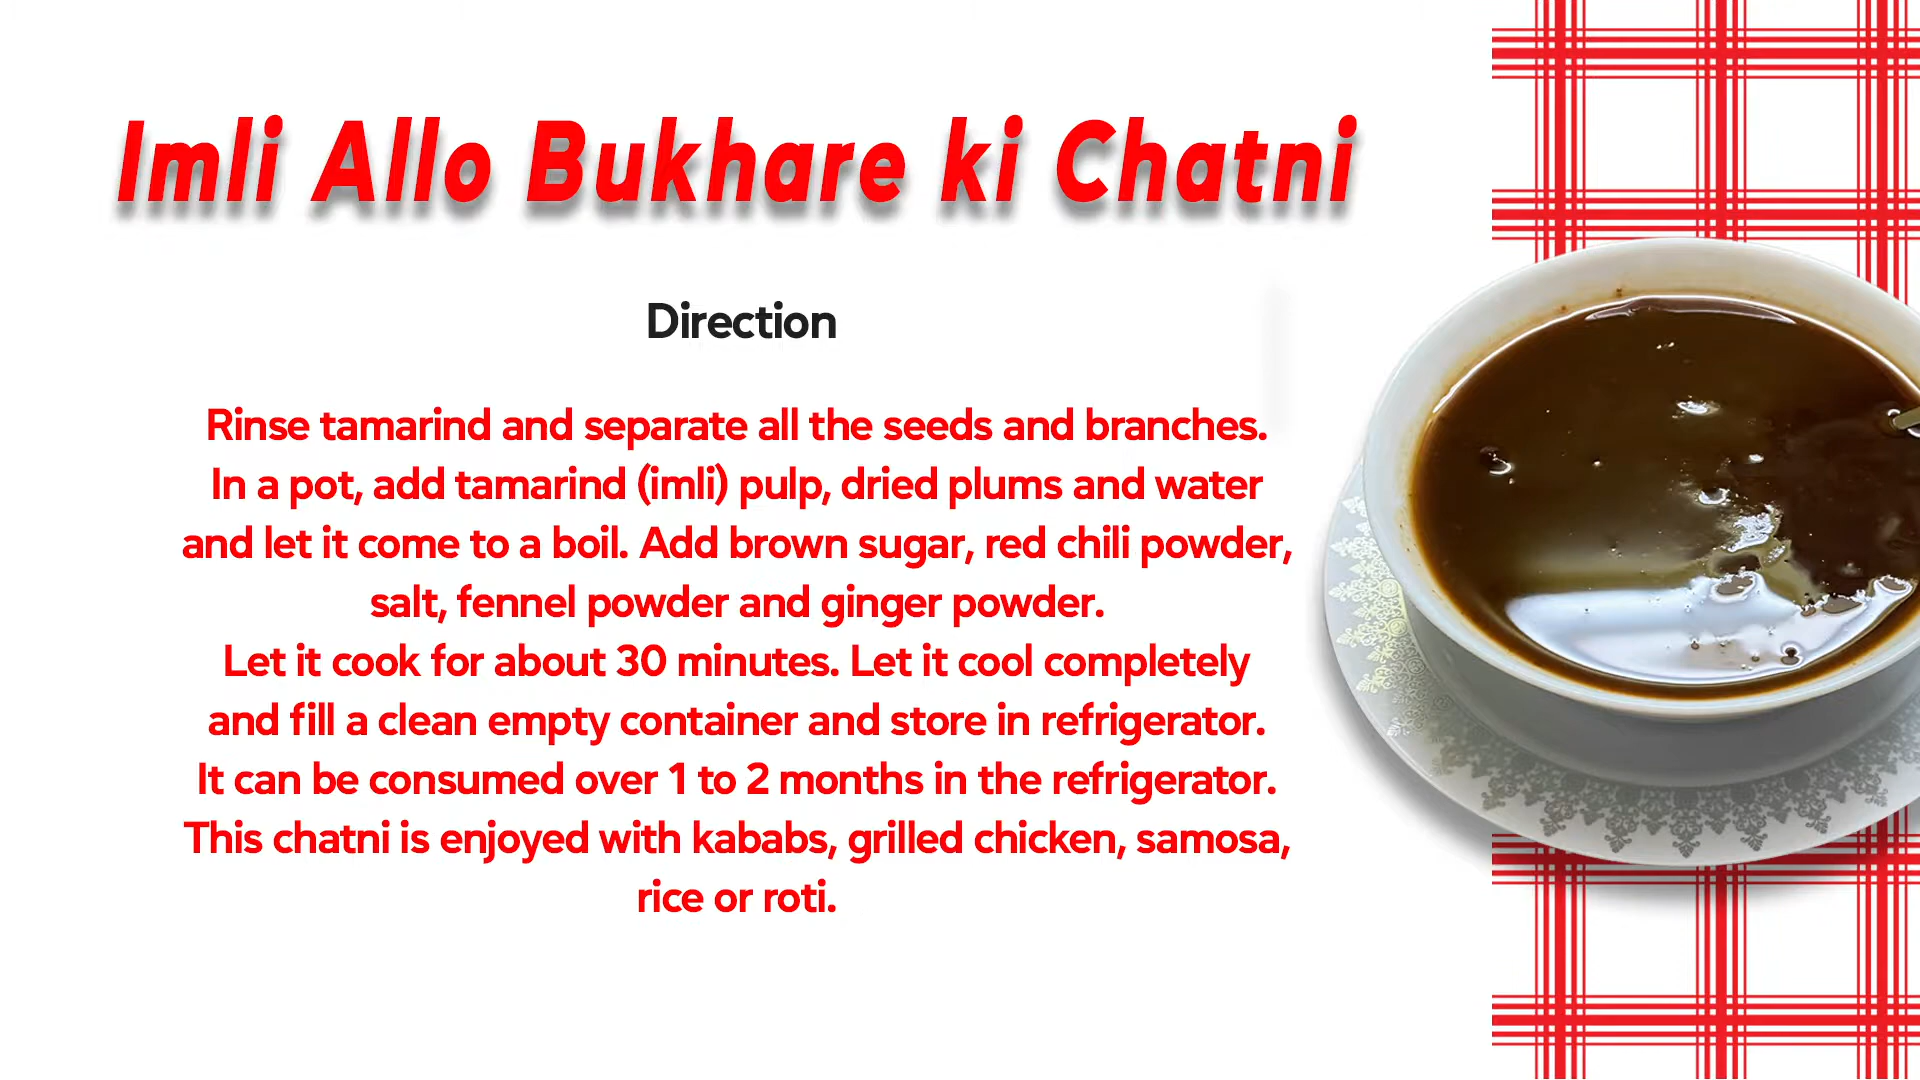 Imli Allo Bukhare ki Chatni
Direction
Rinse tamarind and separate all the seeds and branches.
In a pot, add tamarind (imli) pulp, dried plums and water
and let it come to a boil. Add brown sugar, red chili powder,
salt, fennel powder and ginger powder.
Let it cook for about 30 minutes. Let it cool completely
and fill a clean empty container and store in refrigerator.
It can be consumed over 1 to 2 months in the refrigerator.
This chatni is enjoyed with kababs, grilled chicken, samosa,
rice or roti.